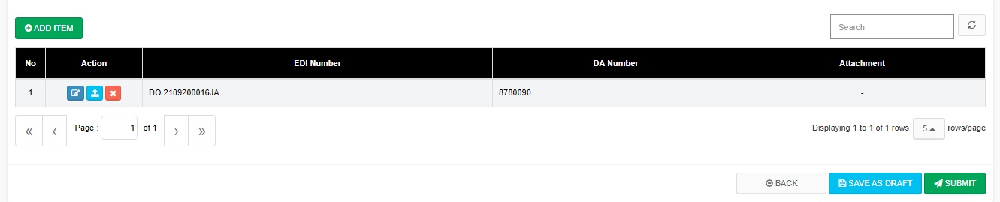 ADD ITEM
Search
No Action EDI Number DA Number Attachment
1 DO.2109200016JA 8780090 -
« ‹ Page : 1 of 1 › » Displaying 1 to 1 of 1 rows 5 rows/page
BACK SAVE AS DRAFT SUBMIT